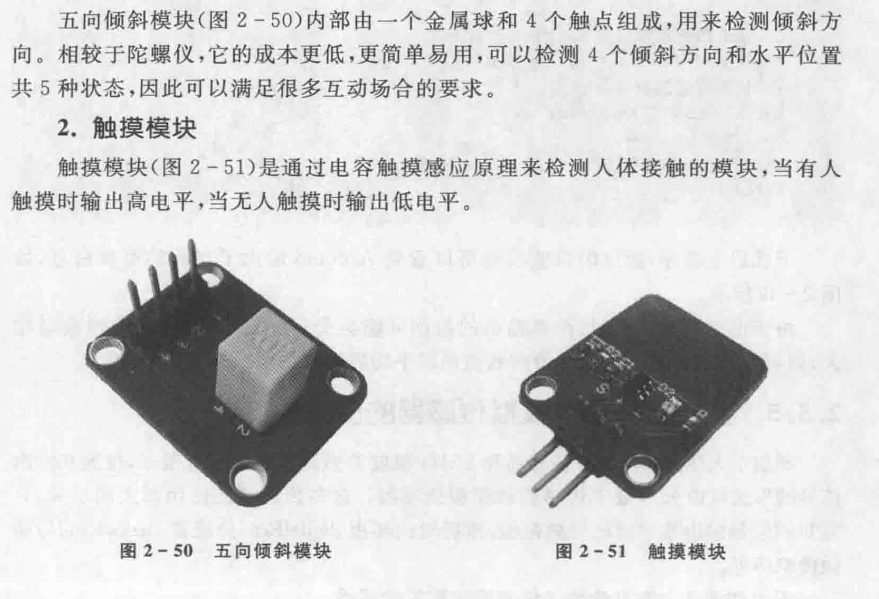 五向倾斜模块(图 2-50)内部由一个金属球和 4 个触点组成,用来检测倾斜方
向。相较于陀螺仪,它的成本更低,更简单易用,可以检测 4 个倾斜方向和水平位置
共 5 种状态,因此可以满足很多互动场合的要求。
2. 触摸模块
触摸模块(图 2-51)是通过电容触摸感应原理来检测人体接触的模块,当有人
触摸时输出高电平,当无人触摸时输出低电平。
图 2-50 五向倾斜模块
图 2-51 触摸模块